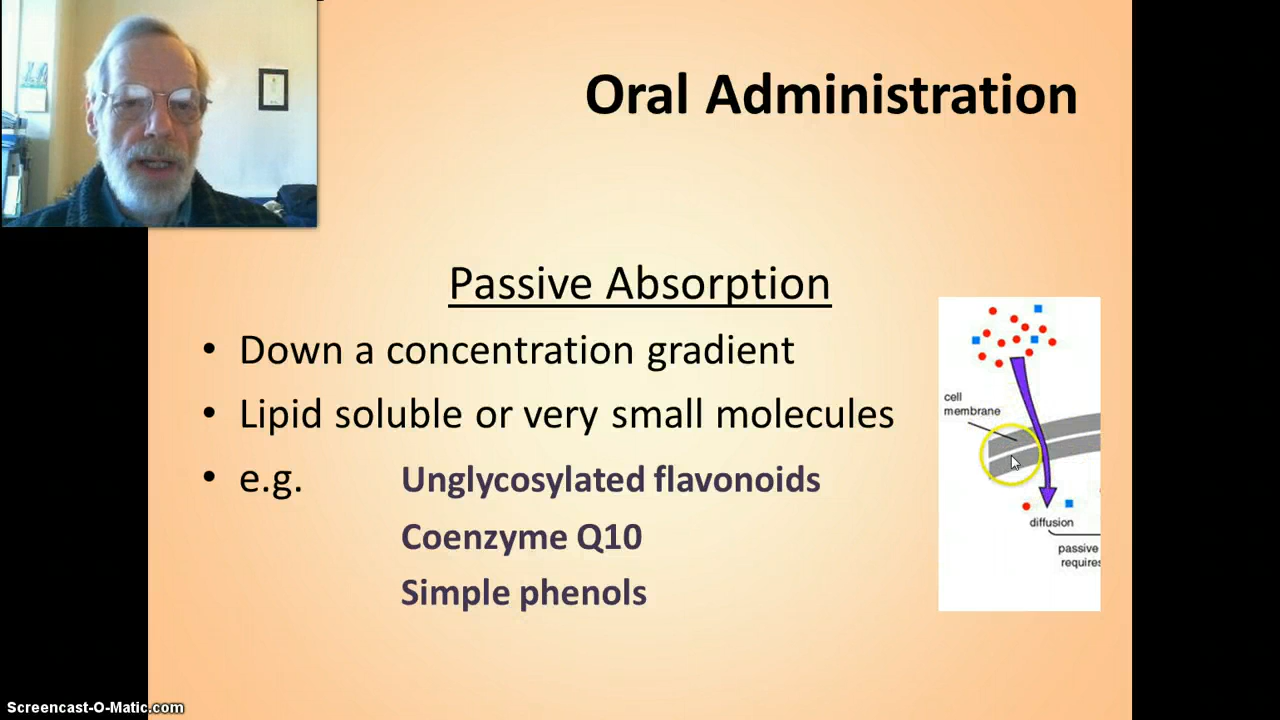 Oral Administration
Passive Absorption
• Down a concentration gradient
• Lipid soluble or very small molecules
• e.g. Unglycosylated flavonoids
Coenzyme Q10
Simple phenols
cell
membrane
diffusion
passive
requires
Screencast-O-Matic.com